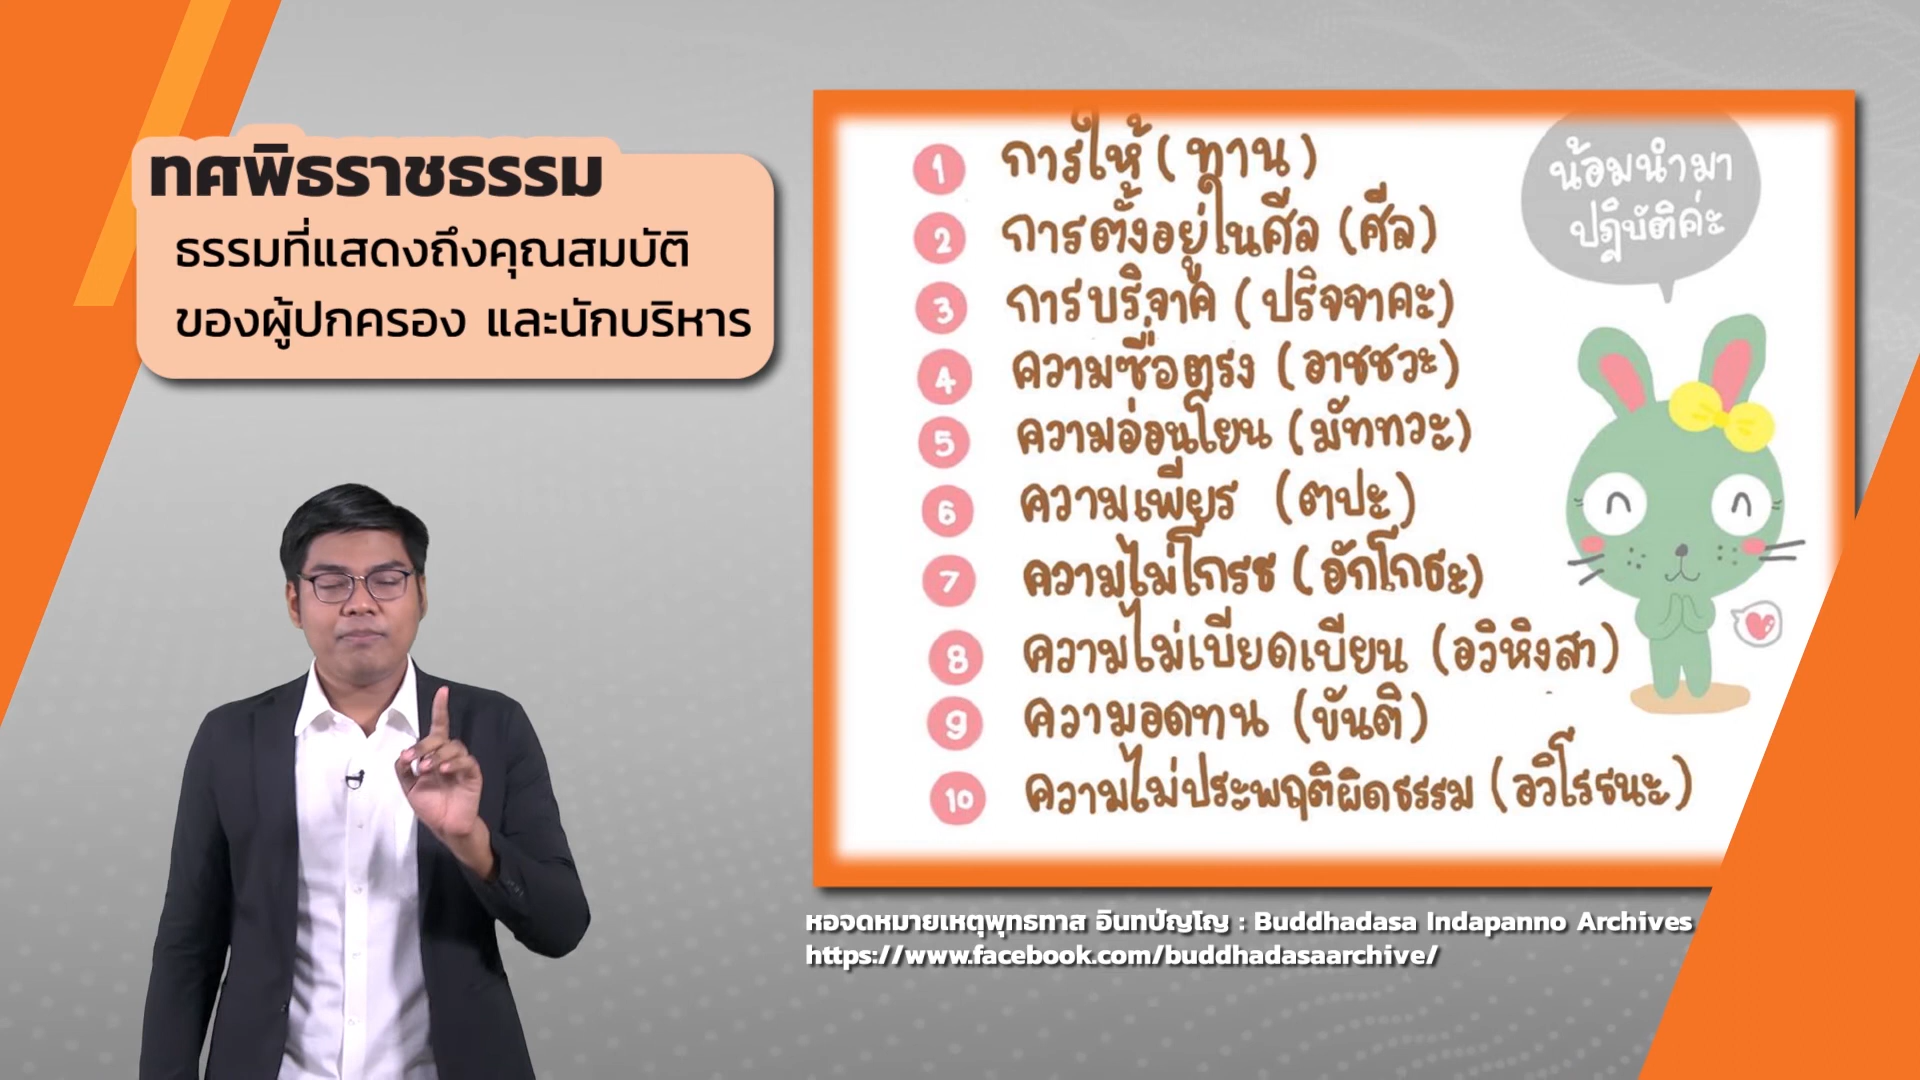 ทศพิธราชธรรม
ธรรมที่แสดงถึงคุณสมบัติ
ของผู้ปกครอง และนักบริหาร
1 การให้ (ทาน)
2 การตั้งอยู่ในศีล (ศีล)
3 การบริจาค (ปริจจาคะ)
4 ความซื่อตรง (อาชชวะ)
5 ความอ่อนโยน (มัททวะ)
6 ความเพียร (ตปะ)
7 ความไม่โกรธ (อักโกธะ)
8 ความไม่เบียดเบียน (อวิหิงสา)
9 ความอดทน (ขันติ)
10 ความไม่ประพฤติผิดธรรม (อวิโรธนะ)
น้อมนำมา
ปฏิบัติค่ะ
หอจดหมายเหตุพุทธทาส อินทปัญโญ : Buddhadasa Indapanno Archives
https://www.facebook.com/buddhadasaarchive/